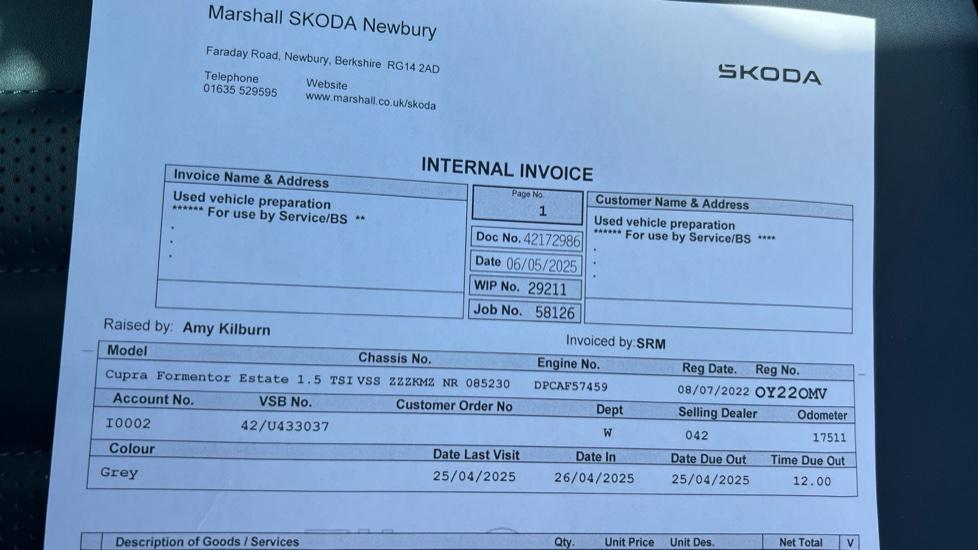 Marshall SKODA Newbury
Faraday Road, Newbury, Berkshire RG14 2AD
Telephone
01635 529595
Website
www.marshall.co.uk/skoda
ŠKODA
INTERNAL INVOICE
Invoice Name & Address
Used vehicle preparation
****** For use by Service/BS **
.
.
.
Page No.
1
Doc No. 42172986
Date 06/05/2025
WIP No. 29211
Job No. 58126
Customer Name & Address
Used vehicle preparation
****** For use by Service/BS ****
.
.
.
Raised by: Amy Kilburn
Invoiced by:SRM
Model Chassis No. Engine No. Reg Date. Reg No.
Cupra Formentor Estate 1.5 TSI VSS ZZZKMZ NR 085230 DPCAF57459 08/07/2022 OY22OMV
Account No. VSB No. Customer Order No Dept Selling Dealer Odometer
I0002 42/U433037 W 042 17511
Colour Date Last Visit Date In Date Due Out Time Due Out
Grey 25/04/2025 26/04/2025 25/04/2025 12.00
Description of Goods / Services Qty. Unit Price Unit Des. Net Total V